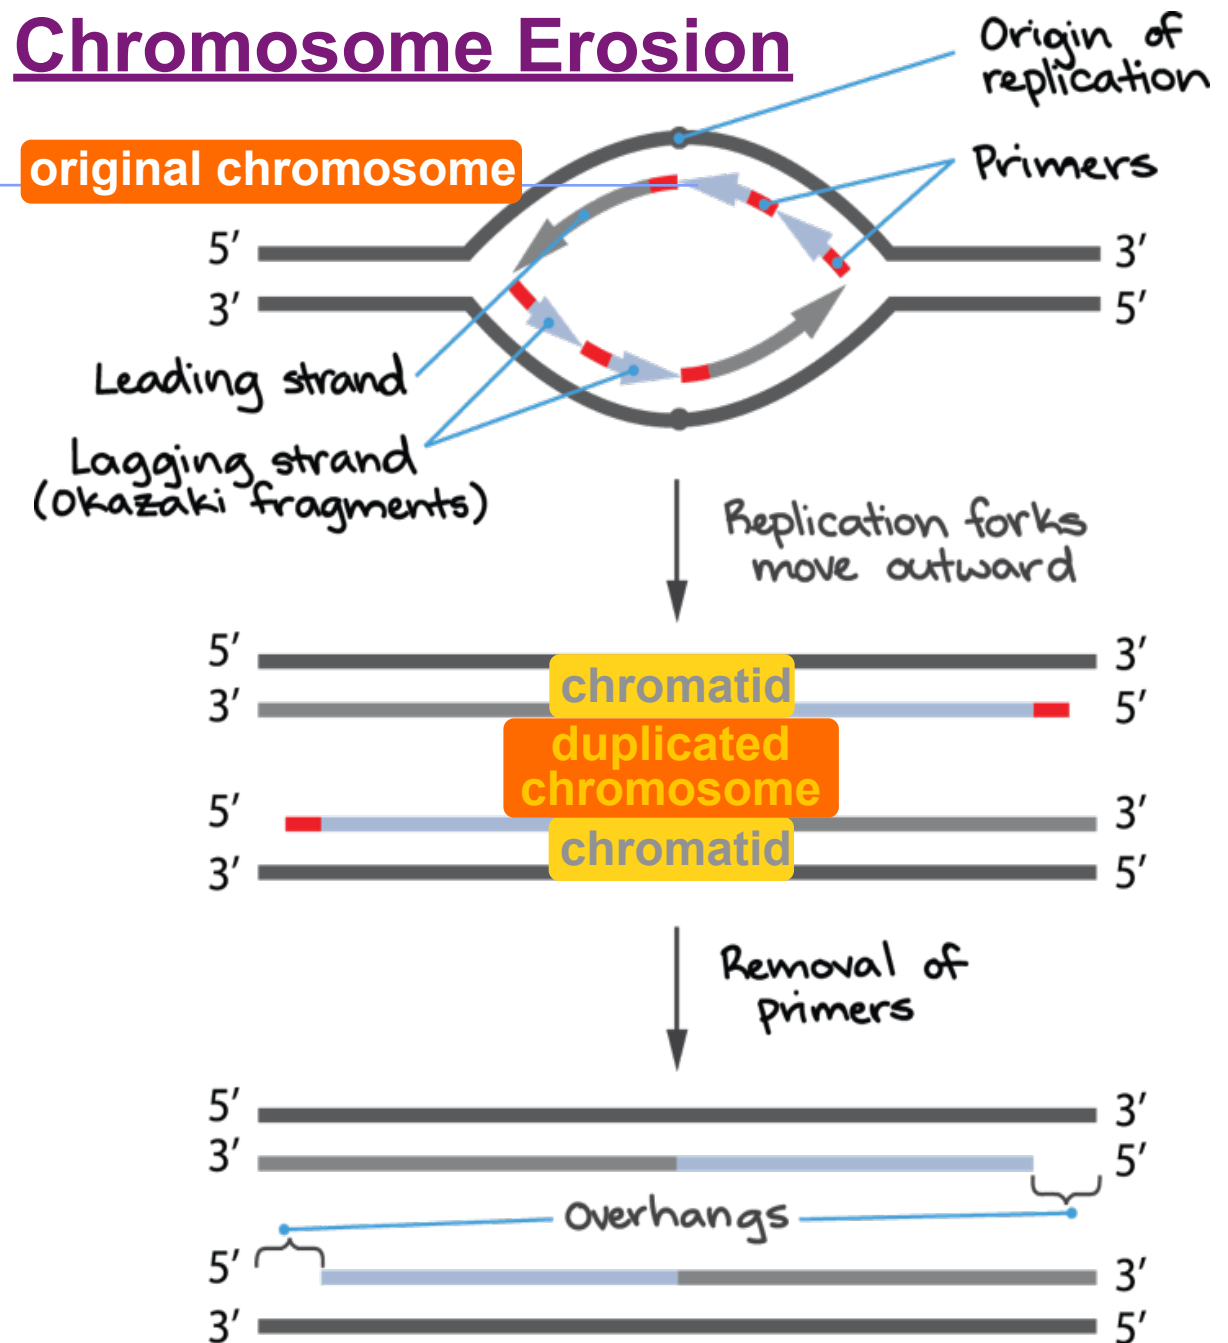 Chromosome Erosion
Origin of
replication
original chromosome
Primers
5′
3′
3′
5′
Leading strand
Lagging strand
(Okazaki fragments)
Replication forks
move outward
5′
3′
chromatid
3′
5′
duplicated
chromosome
5′
3′
chromatid
3′
5′
Removal of
primers
5′
3′
3′
5′
Overhangs
5′
3′
3′
5′